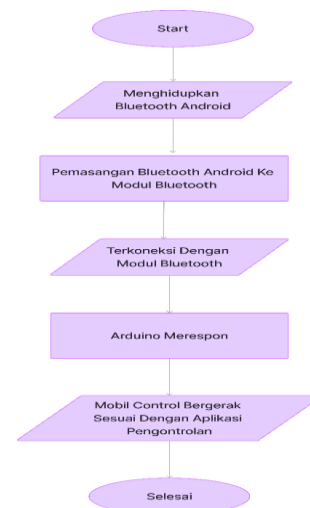 Start
Menghidupkan
Bluetooth Android
Pemasangan Bluetooth Android Ke
Modul Bluetooth
Terkoneksi Dengan
Modul Bluetooth
Arduino Merespon
Mobil Control Bergerak
Sesuai Dengan Aplikasi
Pengontrolan
Selesai